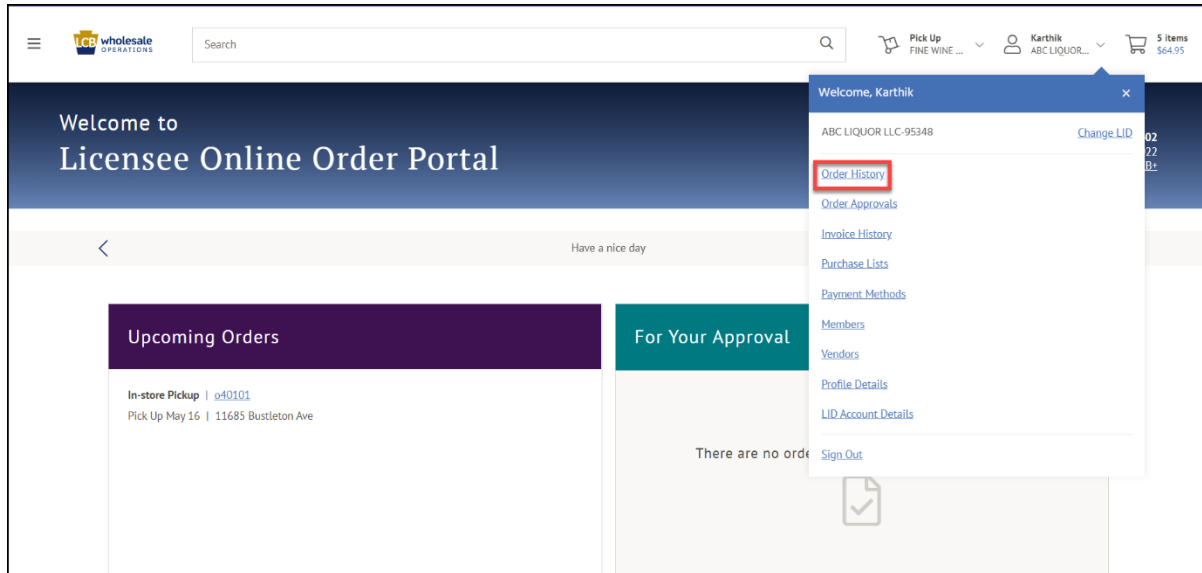 LCB wholesale
OPERATIONS
Search
Pick Up
FINE WINE ...
Karthik
ABC LIQUOR...
5 items
$64.95
Welcome, Karthik
ABC LIQUOR LLC-95348
Change LID
Welcome to
Licensee Online Order Portal
02
22
B+
Order History
Order Approvals
Invoice History
Purchase Lists
Payment Methods
Members
Vendors
Profile Details
LID Account Details
Sign Out
Have a nice day
Upcoming Orders
In-store Pickup | o40101
Pick Up May 16 | 11685 Bustleton Ave
For Your Approval
There are no orde